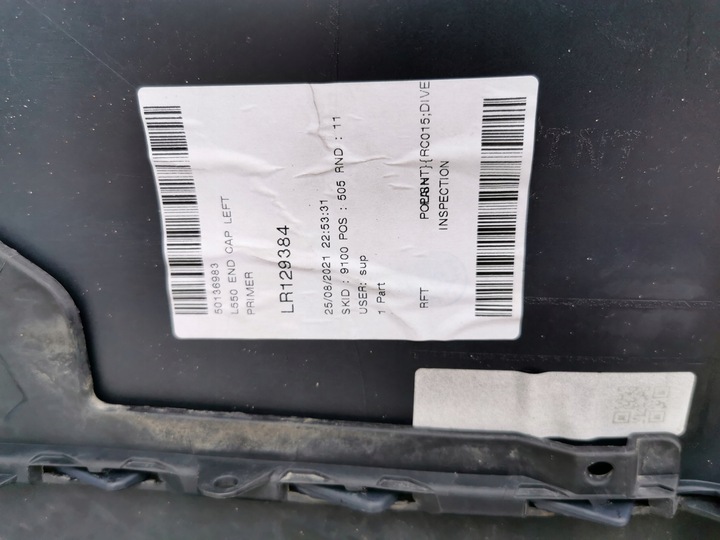 50136983
L550 END CAP LEFT
PRIMER
LR129384
25/08/2021 22:53:31
SKID : 9100 POS : 505 RND : 11
USER: sup
1 Part
RFT
INSPECTION